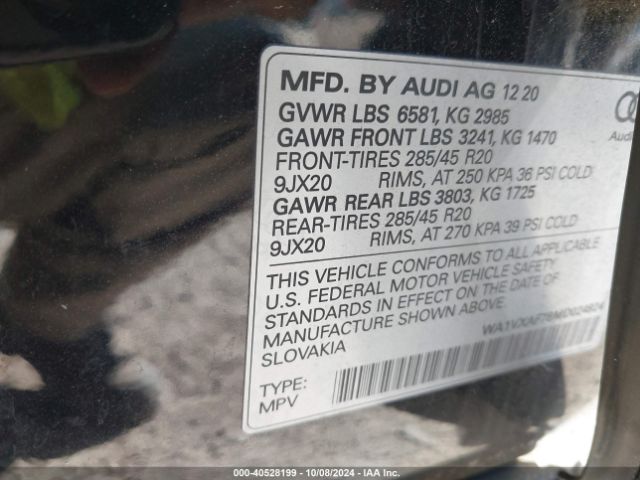 MFD. BY AUDI AG 12 20
GVWR LBS 6581, KG 2985
GAWR FRONT LBS 3241, KG 1470
FRONT-TIRES 285/45 R20
9JX20 RIMS, AT 250 KPA 36 PSI COLD
GAWR REAR LBS 3803, KG 1725
REAR-TIRES 285/45 R20
9JX20 RIMS, AT 270 KPA 39 PSI COLD
THIS VEHICLE CONFORMS TO ALL APPLICABLE
U.S. FEDERAL MOTOR VEHICLE SAFETY
STANDARDS IN EFFECT ON THE DATE OF
MANUFACTURE SHOWN ABOVE.
SLOVAKIA
WA1VXAF78MD024924
TYPE:
MPV
Audi
000-40528199 - 10/08/2024 - IAA Inc.